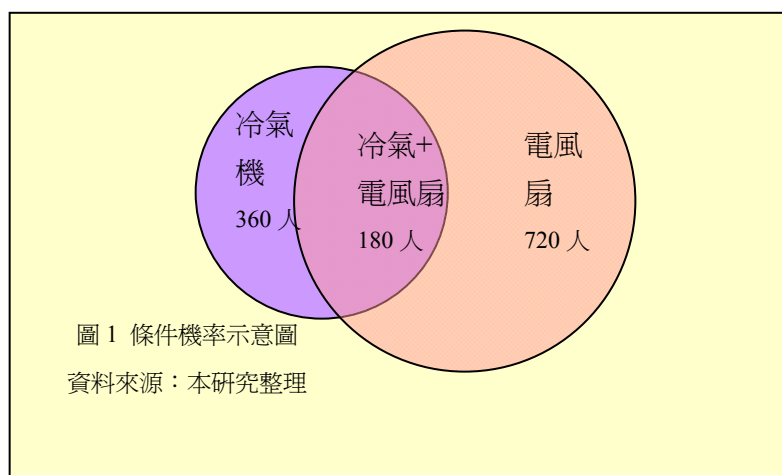 冷氣
機
360 人
冷氣+
電風扇
180 人
電風
扇
720 人
圖 1 條件機率示意圖
資料來源：本研究整理